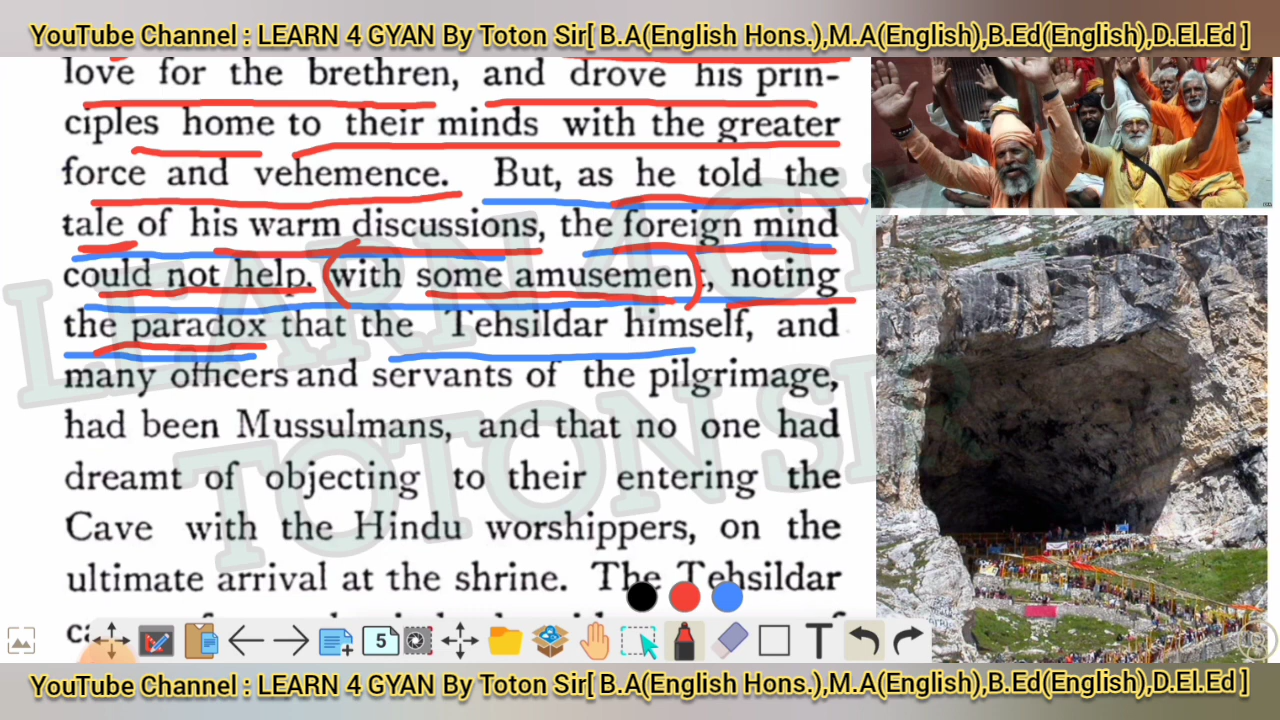 YouTube Channel : LEARN 4 GYAN By Toton Sir[ B.A(English Hons.),M.A(English),B.Ed(English),D.El.Ed ]
love for the brethren, and drove his prin-
ciples home to their minds with the greater
force and vehemence. But, as he told the
tale of his warm discussions, the foreign mind
could not help, with some amusement, noting
the paradox that the Tehsildar himself, and
many officers and servants of the pilgrimage,
had been Mussulmans, and that no one had
dreamt of objecting to their entering the
Cave with the Hindu worshippers, on the
ultimate arrival at the shrine. The Tehsildar
LEARN 4 GYAN
TOTON SIR
5
T
YouTube Channel : LEARN 4 GYAN By Toton Sir[ B.A(English Hons.),M.A(English),B.Ed(English),D.El.Ed ]